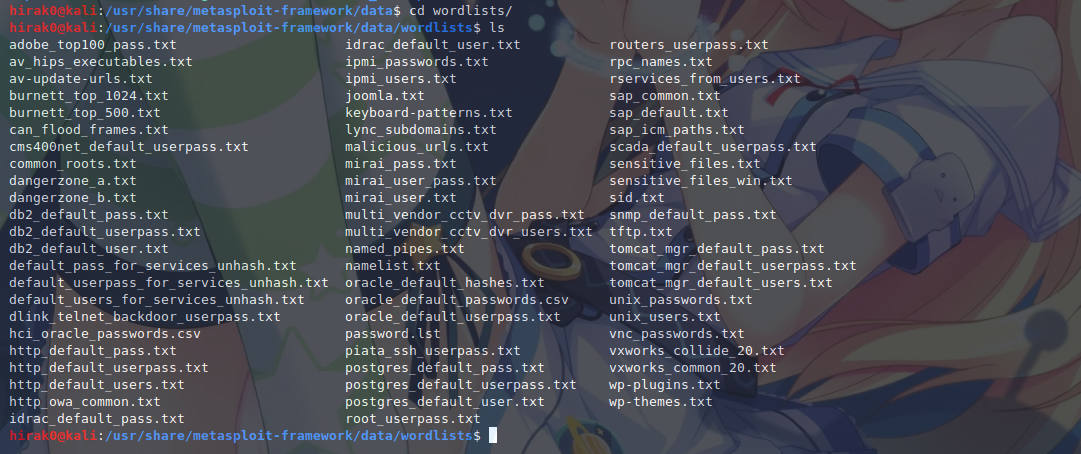 hirak0@kali:/usr/share/metasploit-framework/data$ cd wordlists/
hirak0@kali:/usr/share/metasploit-framework/data/wordlists$ ls
adobe_top100_pass.txt idrac_default_user.txt routers_userpass.txt
av_hips_executables.txt ipmi_passwords.txt rpc_names.txt
av-update-urls.txt ipmi_users.txt rservices_from_users.txt
burnett_top_1024.txt joomla.txt sap_common.txt
burnett_top_500.txt keyboard-patterns.txt sap_default.txt
can_flood_frames.txt lync_subdomains.txt sap_icm_paths.txt
cms400net_default_userpass.txt malicious_urls.txt scada_default_userpass.txt
common_roots.txt mirai_pass.txt sensitive_files.txt
dangerzone_a.txt mirai_user_pass.txt sensitive_files_win.txt
dangerzone_b.txt mirai_user.txt sid.txt
db2_default_pass.txt multi_vendor_cctv_dvr_pass.txt snmp_default_pass.txt
db2_default_userpass.txt multi_vendor_cctv_dvr_users.txt tftp.txt
db2_default_user.txt named_pipes.txt tomcat_mgr_default_pass.txt
default_pass_for_services_unhash.txt namelist.txt tomcat_mgr_default_userpass.txt
default_userpass_for_services_unhash.txt oracle_default_hashes.txt tomcat_mgr_default_users.txt
default_users_for_services_unhash.txt oracle_default_passwords.csv unix_passwords.txt
dlink_telnet_backdoor_userpass.txt oracle_default_userpass.txt unix_users.txt
hci_oracle_passwords.csv password.lst vnc_passwords.txt
http_default_pass.txt piata_ssh_userpass.txt vxworks_collide_20.txt
http_default_userpass.txt postgres_default_pass.txt vxworks_common_20.txt
http_default_users.txt postgres_default_userpass.txt wp-plugins.txt
http_owa_common.txt postgres_default_user.txt wp-themes.txt
idrac_default_pass.txt root_userpass.txt
hirak0@kali:/usr/share/metasploit-framework/data/wordlists$